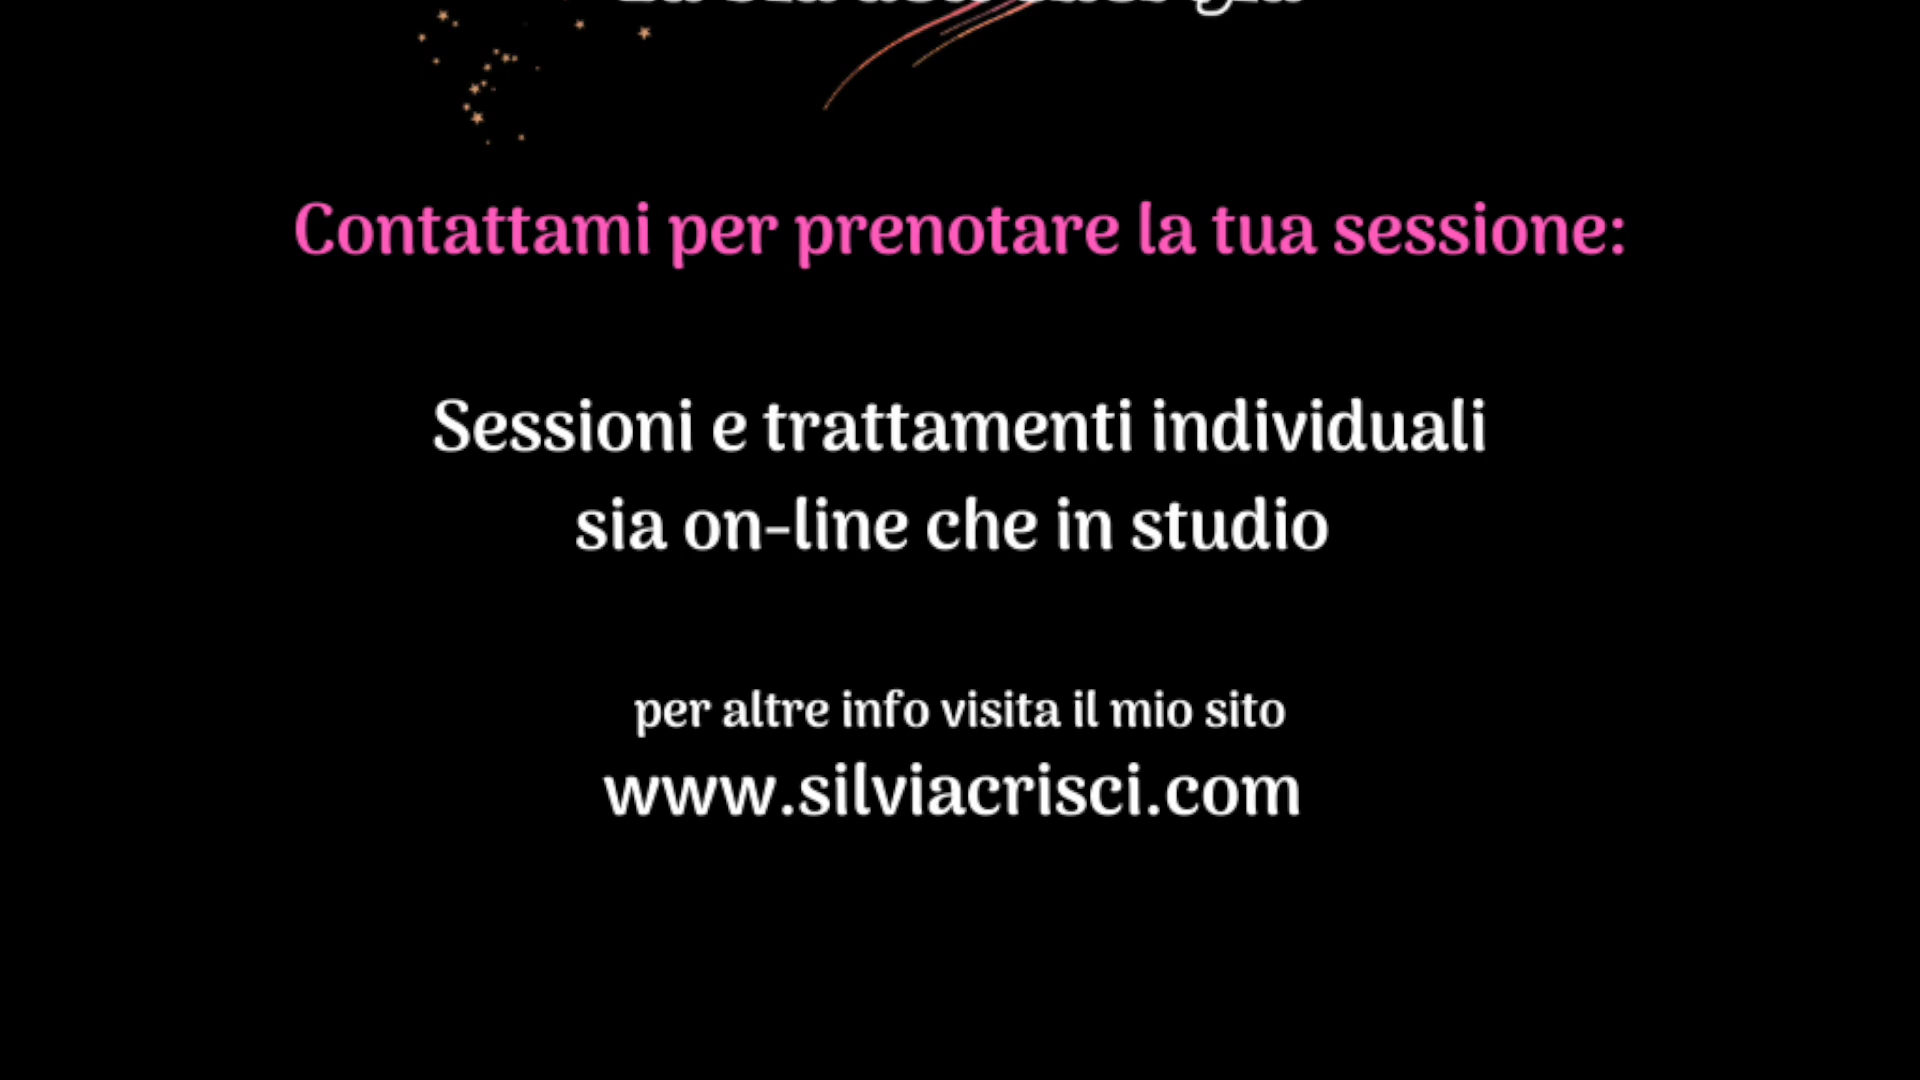 Contattami per prenotare la tua sessione:
Sessioni e trattamenti individuali
sia on-line che in studio
per altre info visita il mio sito
www.silviacrisci.com